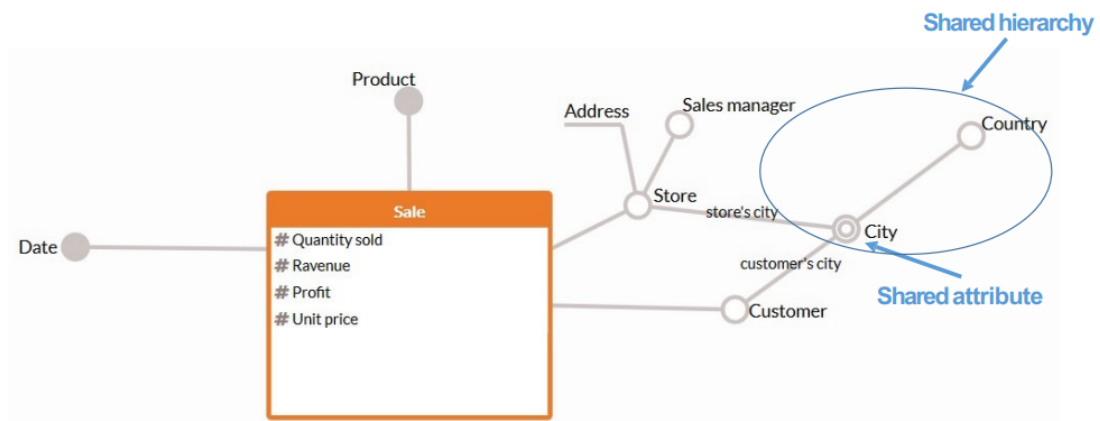 Shared hierarchy
Product
Address
Sales manager
Country
Sale
Store
store's city
City
Date
# Quantity sold
# Ravenue
# Profit
# Unit price
customer's city
Customer
Shared attribute